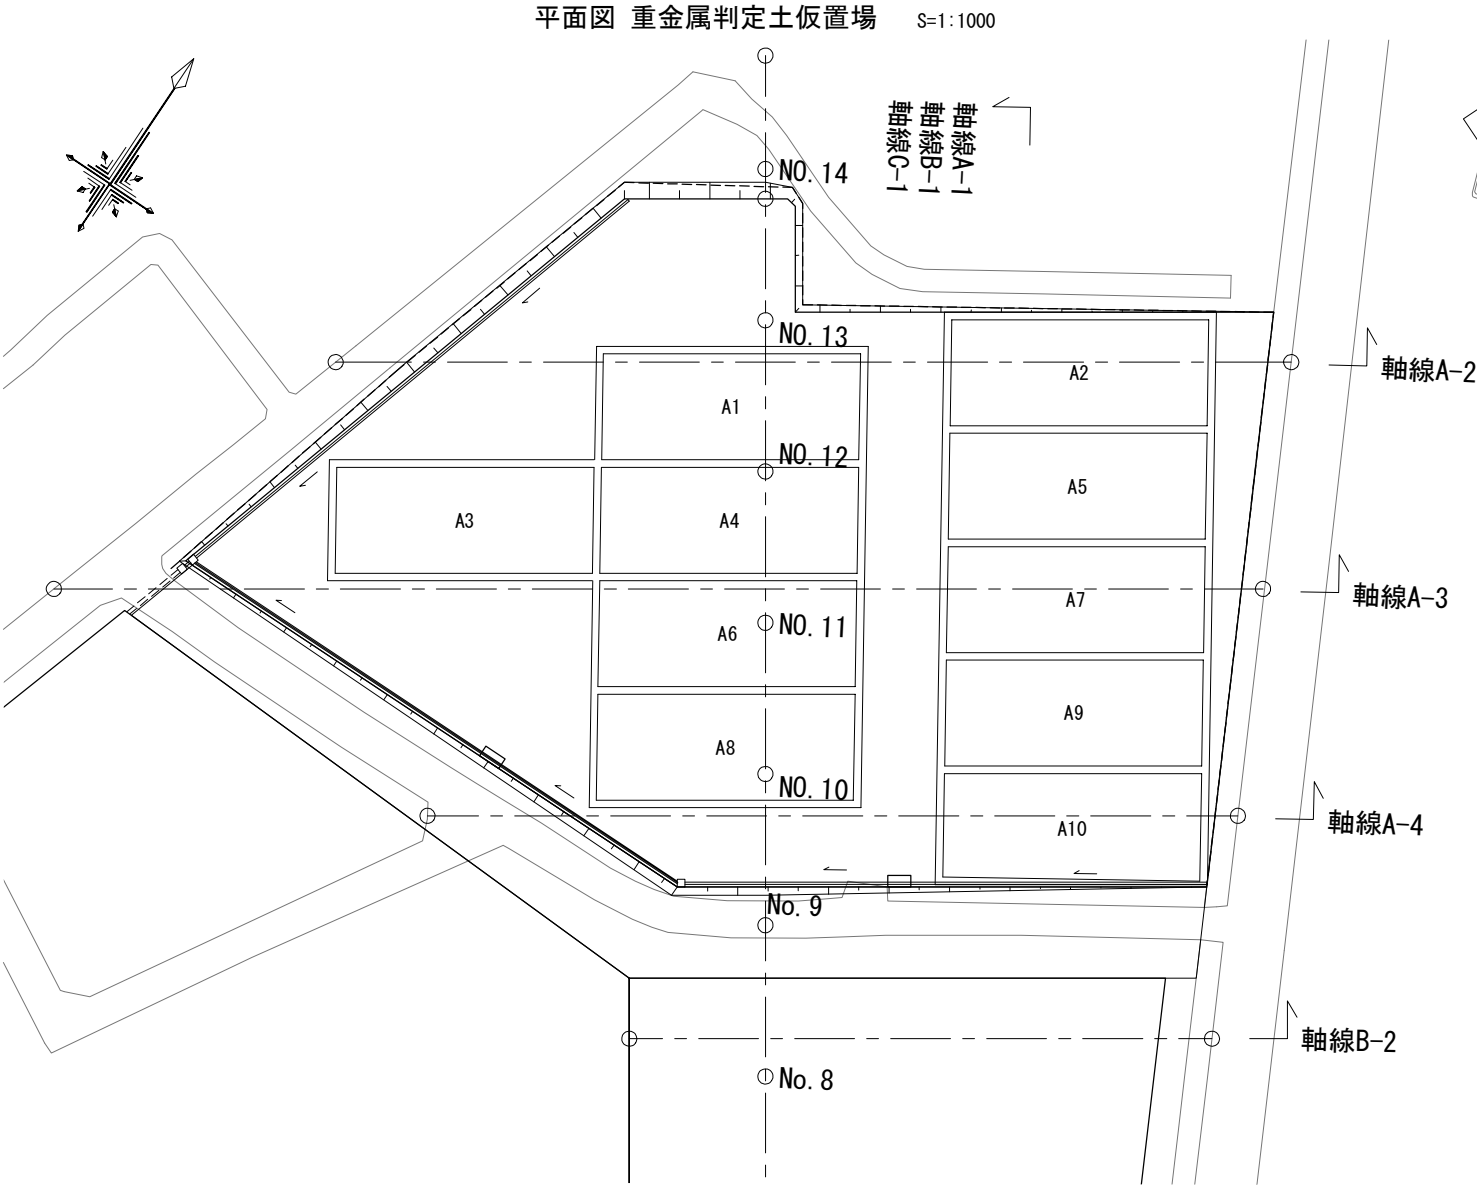 平面図 重金属判定土仮置場 S=1:1000
軸線A-1
軸線B-1
軸線C-1
NO.14
NO.13
軸線A-2
A2
A1
NO.12
A5
A3
A4
軸線A-3
A7
NO.11
A6
A9
A8
NO.10
軸線A-4
A10
No.9
軸線B-2
No.8